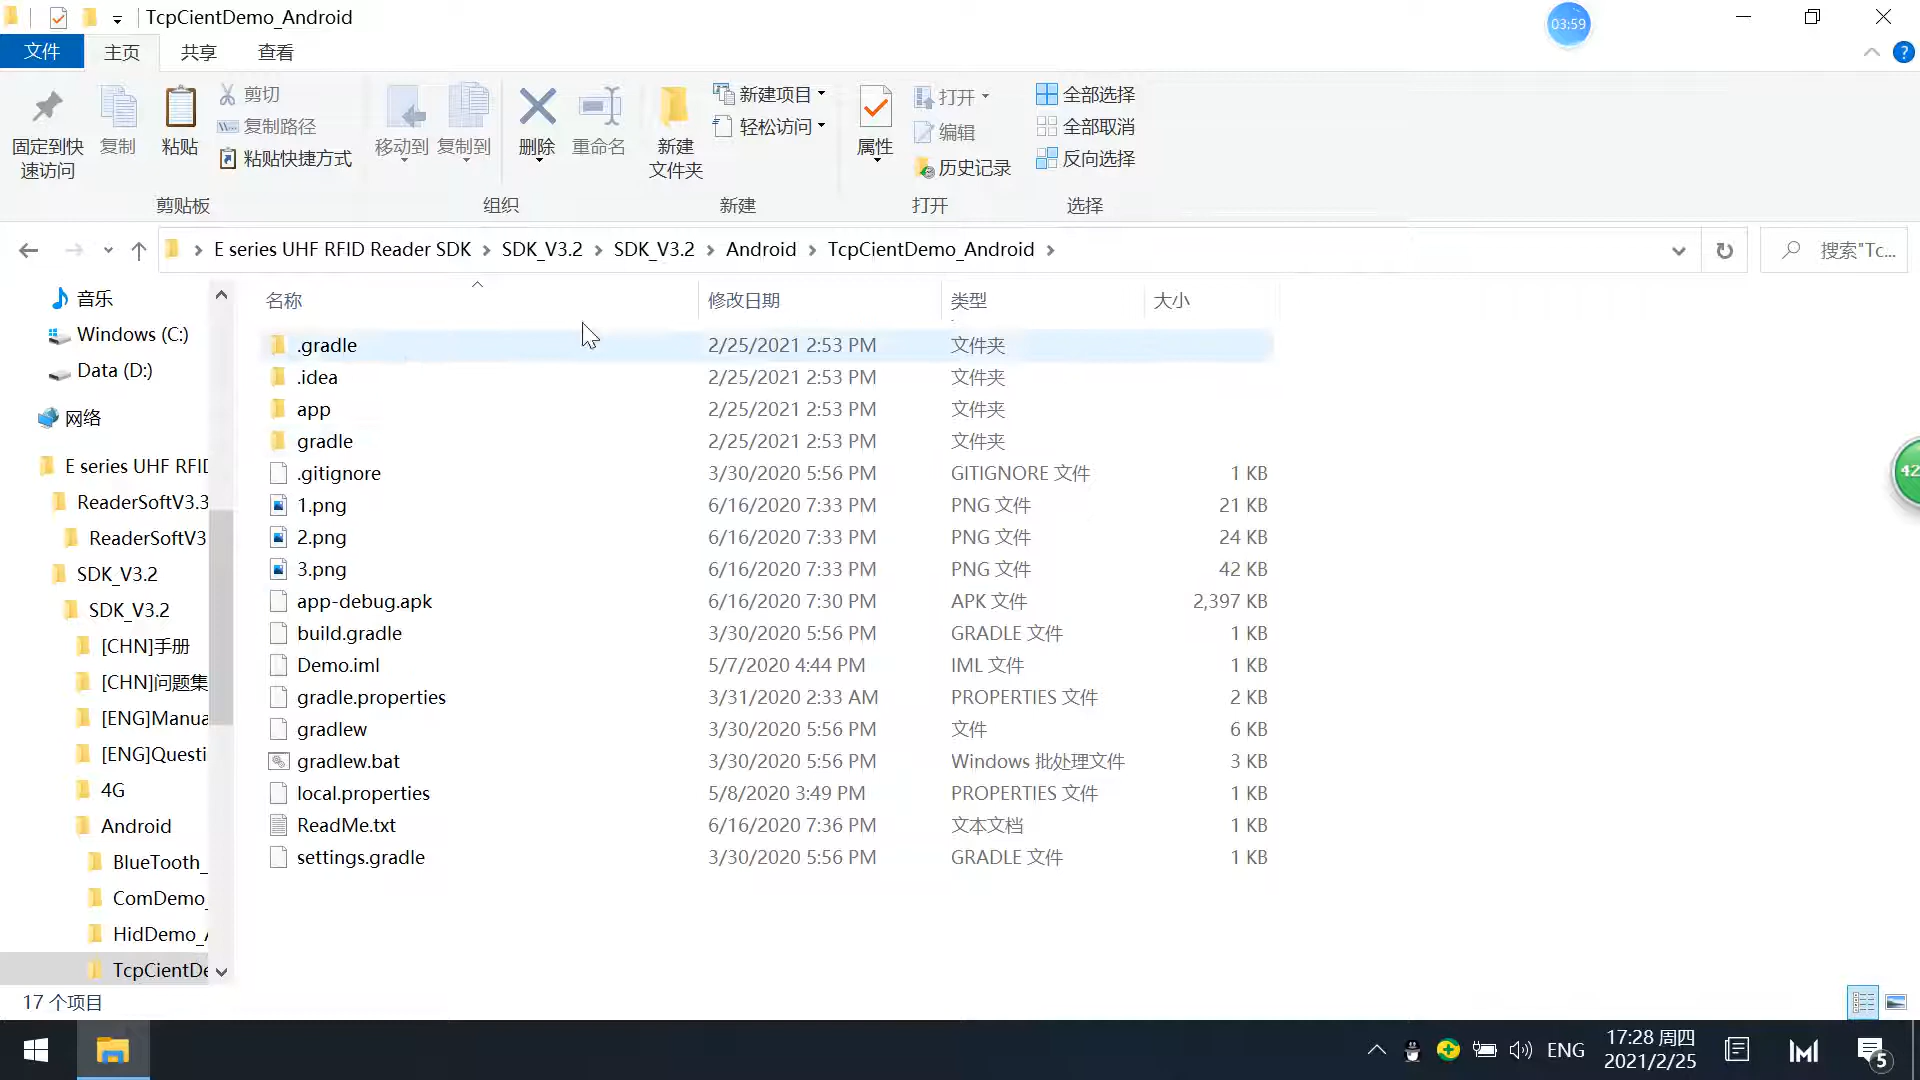 TcpCientDemo_Android
03:59
文件 主页 共享 查看
?
固定到快速访问
复制
粘贴
剪切
复制路径
粘贴快捷方式
剪贴板
移动到
复制到
删除
重命名
组织
新建文件夹
新建项目
轻松访问
新建
属性
打开
编辑
历史记录
打开
全部选择
全部取消
反向选择
选择
E series UHF RFID Reader SDK > SDK_V3.2 > SDK_V3.2 > Android > TcpCientDemo_Android >
搜索"Tc...
音乐
Windows (C:)
Data (D:)
网络
E series UHF RFID
ReaderSoftV3.3
ReaderSoftV3
SDK_V3.2
SDK_V3.2
[CHN]手册
[CHN]问题集
[ENG]Manua
[ENG]Questi
4G
Android
BlueTooth_
ComDemo_
HidDemo_A
TcpCientDe
名称 修改日期 类型 大小
.gradle 2/25/2021 2:53 PM 文件夹
.idea 2/25/2021 2:53 PM 文件夹
app 2/25/2021 2:53 PM 文件夹
gradle 2/25/2021 2:53 PM 文件夹
.gitignore 3/30/2020 5:56 PM GITIGNORE 文件 1 KB
1.png 6/16/2020 7:33 PM PNG 文件 21 KB
2.png 6/16/2020 7:33 PM PNG 文件 24 KB
3.png 6/16/2020 7:33 PM PNG 文件 42 KB
app-debug.apk 6/16/2020 7:30 PM APK 文件 2,397 KB
build.gradle 3/30/2020 5:56 PM GRADLE 文件 1 KB
Demo.iml 5/7/2020 4:44 PM IML 文件 1 KB
gradle.properties 3/31/2020 2:33 AM PROPERTIES 文件 2 KB
gradlew 3/30/2020 5:56 PM 文件 6 KB
gradlew.bat 3/30/2020 5:56 PM Windows 批处理文件 3 KB
local.properties 5/8/2020 3:49 PM PROPERTIES 文件 1 KB
ReadMe.txt 6/16/2020 7:36 PM 文本文档 1 KB
settings.gradle 3/30/2020 5:56 PM GRADLE 文件 1 KB
42
17 个项目
ENG
17:28 周四
2021/2/25
5